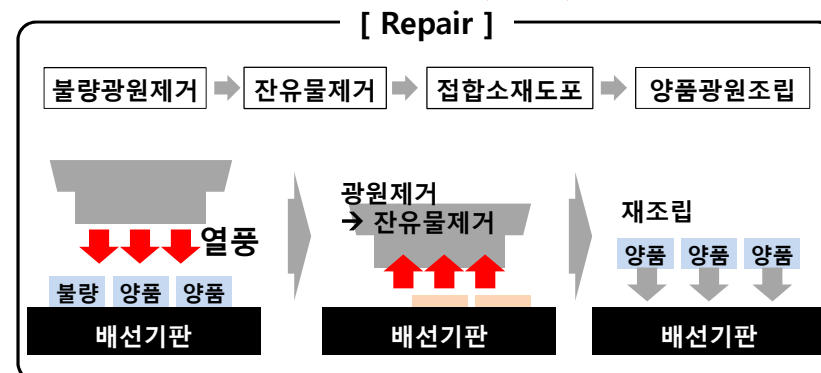 [ Repair ]
불량광원제거
잔유물제거
접합소재도포
양품광원조립
열풍
불량 양품 양품
배선기판
광원제거
→ 잔유물제거
배선기판
재조립
양품 양품 양품
배선기판